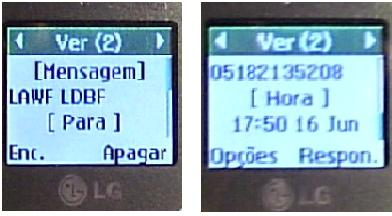 Ver (2)
[Mensagem]
LAWF LDBF
[ Para ]
Enc. Apagar
LG
Ver (2)
05182135208
[ Hora ]
17:50 16 Jun
Opções Respon.
LG